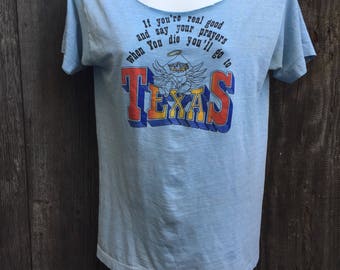 If you're real good
and say your prayers
when You die you'll go to
TEXAS